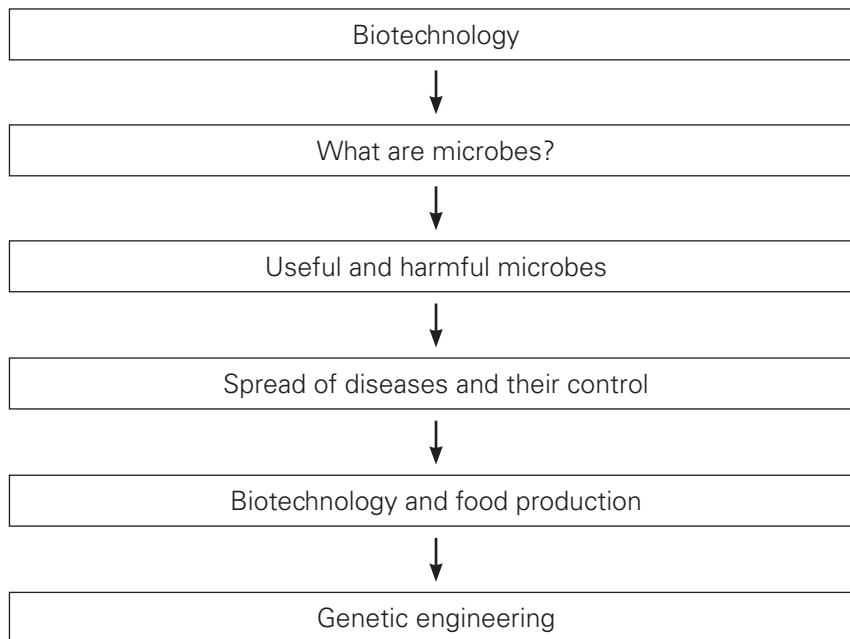 Biotechnology
What are microbes?
Useful and harmful microbes
Spread of diseases and their control
Biotechnology and food production
Genetic engineering